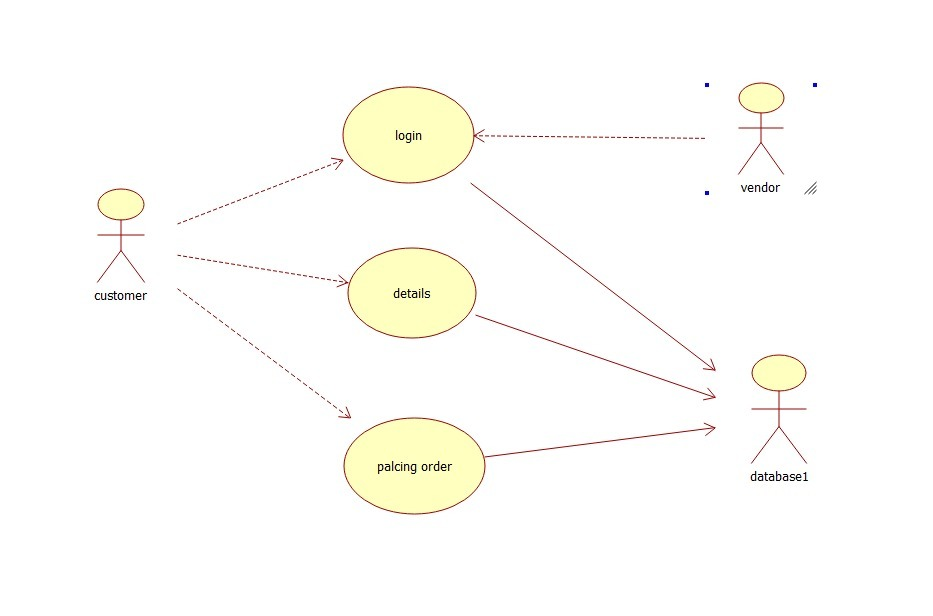 login
vendor
customer
details
palcing order
database1